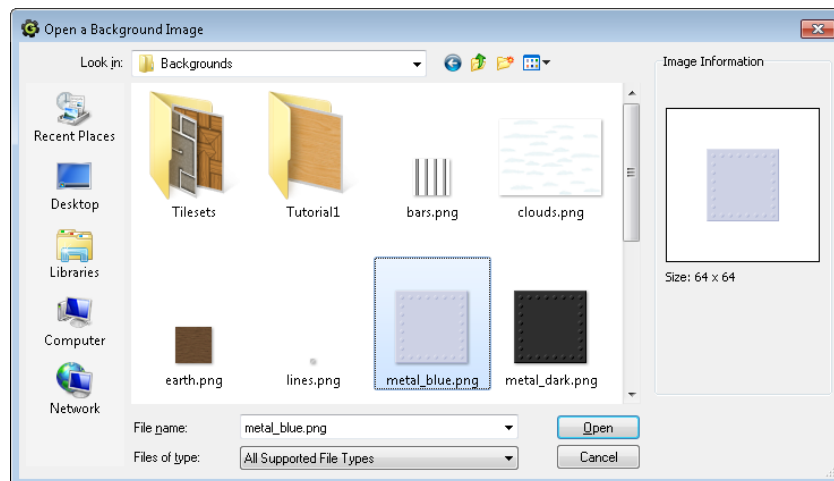 Open a Background Image
Look in: Backgrounds
Image Information
Recent Places
Desktop
Libraries
Computer
Network
Tilesets Tutorial1 bars.png clouds.png
earth.png lines.png metal_blue.png metal_dark.png
Size: 64 x 64
File name: metal_blue.png Open
Files of type: All Supported File Types Cancel